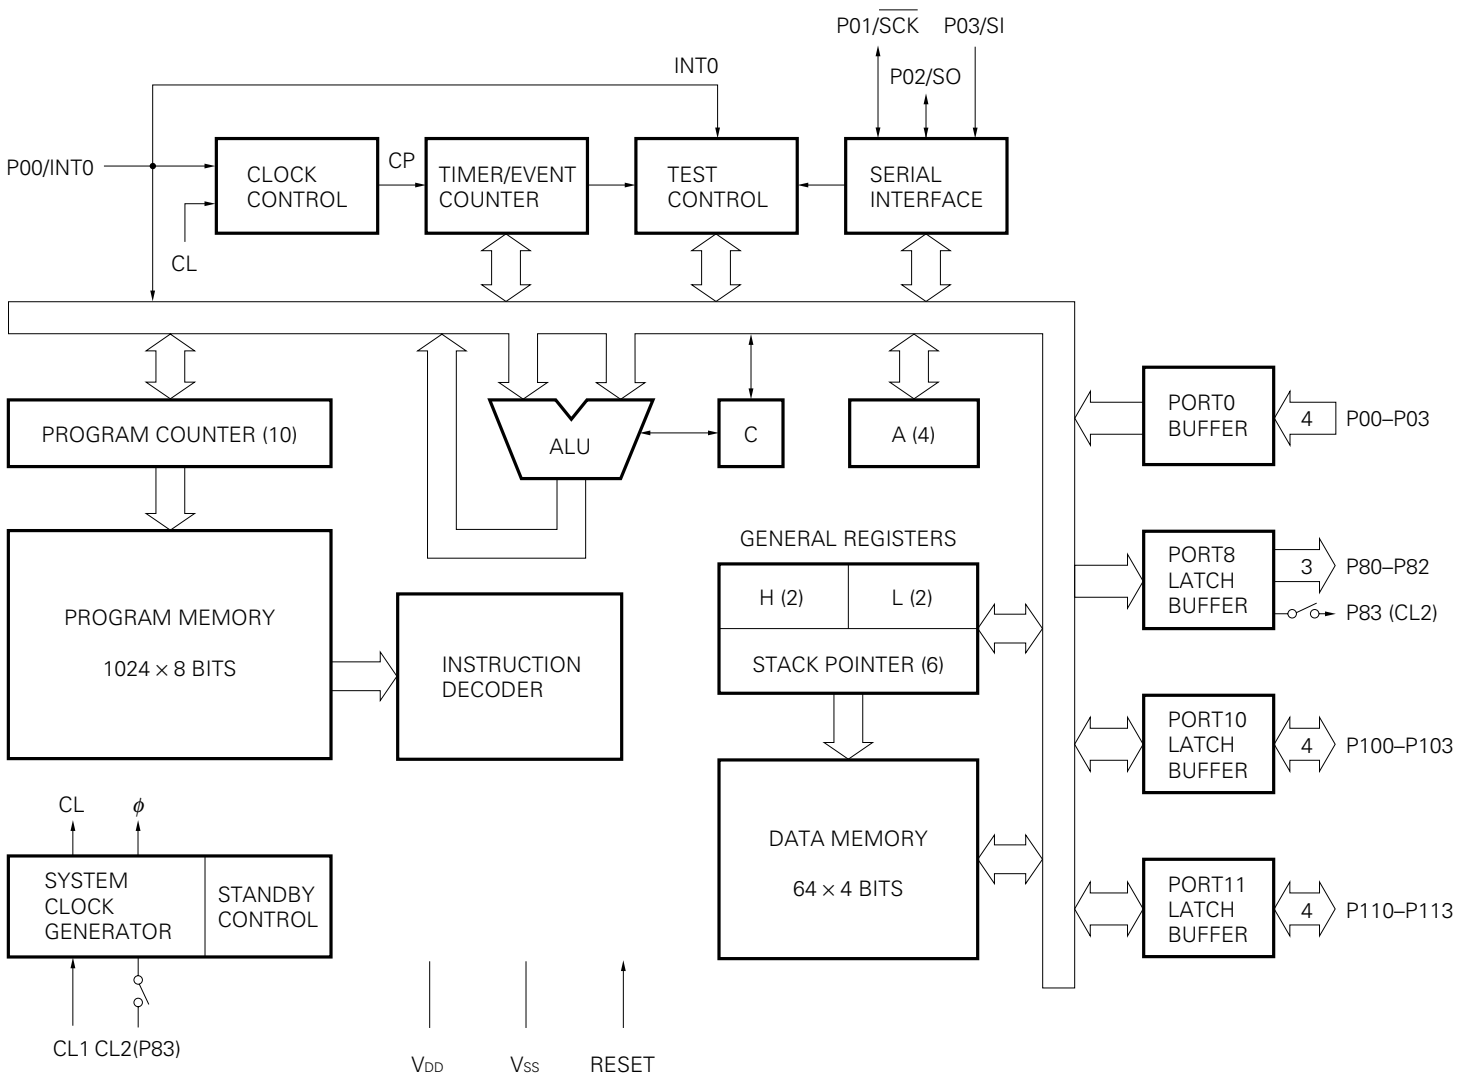 P01/SCK P03/SI
P02/SO
INT0
P00/INT0
CLOCK
CONTROL
CP
TIMER/EVENT
COUNTER
TEST
CONTROL
SERIAL
INTERFACE
CL
PROGRAM COUNTER (10)
ALU
C
A (4)
PORT0
BUFFER
4
P00–P03
PROGRAM MEMORY
1024 × 8 BITS
INSTRUCTION
DECODER
GENERAL REGISTERS
H (2)
L (2)
STACK POINTER (6)
PORT8
LATCH
BUFFER
3
P80–P82
P83 (CL2)
PORT10
LATCH
BUFFER
4
P100–P103
DATA MEMORY
64 × 4 BITS
PORT11
LATCH
BUFFER
4
P110–P113
CL
ϕ
SYSTEM
CLOCK
GENERATOR
STANDBY
CONTROL
CL1 CL2(P83)
VDD
VSS
RESET